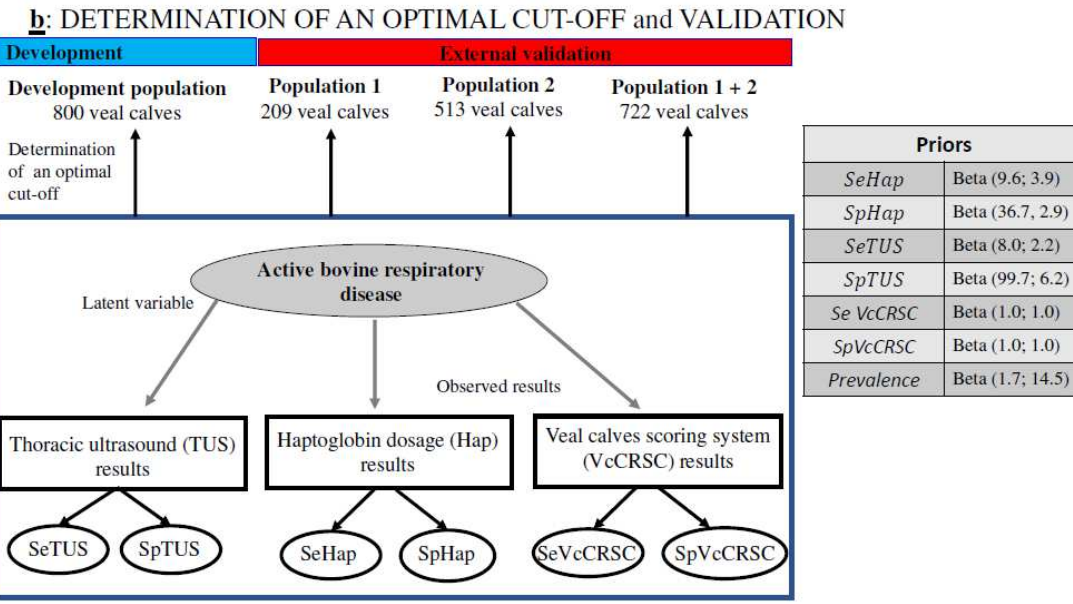 b: DETERMINATION OF AN OPTIMAL CUT-OFF and VALIDATION
Development
External validation
Development population
800 veal calves
Population 1
209 veal calves
Population 2
513 veal calves
Population 1 + 2
722 veal calves
Determination
of an optimal
cut-off
Active bovine respiratory
disease
Latent variable
Observed results
Thoracic ultrasound (TUS)
results
Haptoglobin dosage (Hap)
results
Veal calves scoring system
(VcCRSC) results
SeTUS
SpTUS
SeHap
SpHap
SeVcCRSC
SpVcCRSC
Priors
SeHap Beta (9.6; 3.9)
SpHap Beta (36.7, 2.9)
SeTUS Beta (8.0; 2.2)
SpTUS Beta (99.7; 6.2)
Se VcCRSC Beta (1.0; 1.0)
SpVcCRSC Beta (1.0; 1.0)
Prevalence Beta (1.7; 14.5)